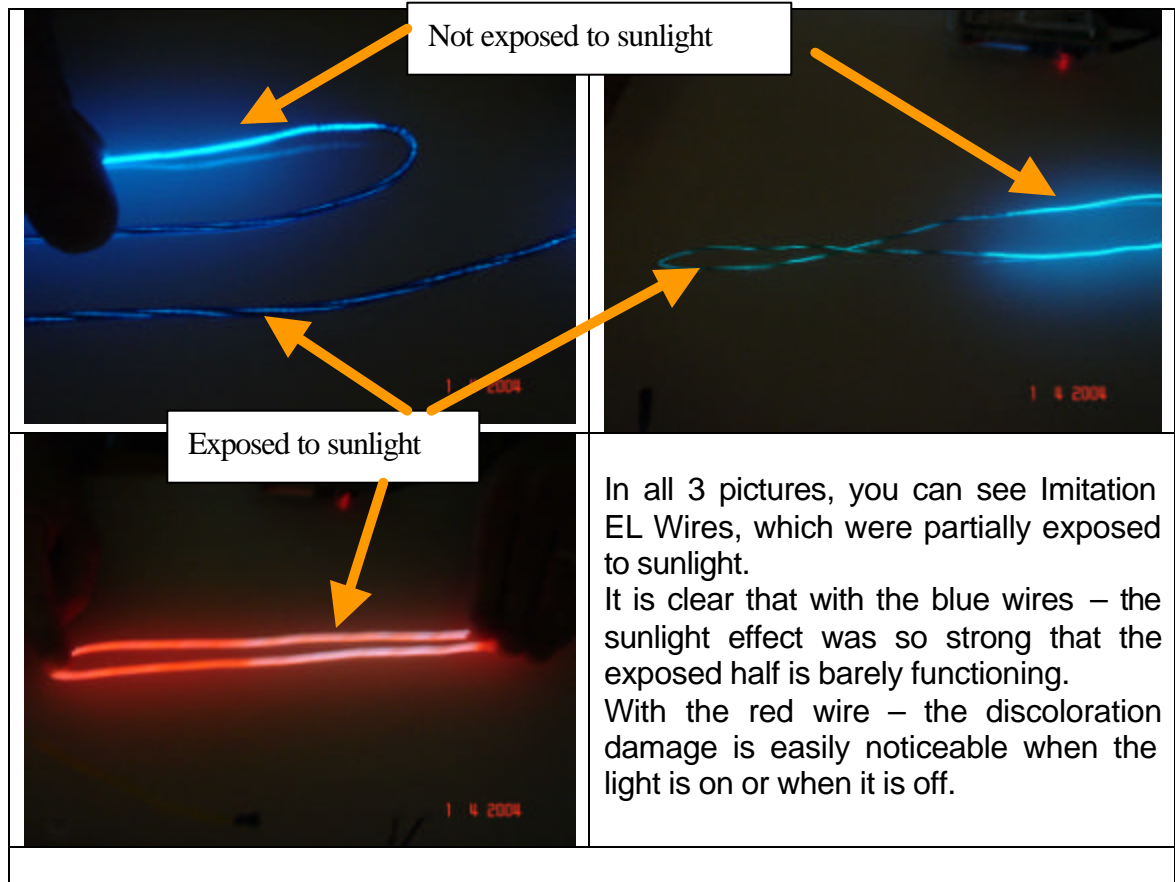 Not exposed to sunlight
1 4 2004
1 4 2004
Exposed to sunlight
In all 3 pictures, you can see Imitation
EL Wires, which were partially exposed
to sunlight.
It is clear that with the blue wires – the
sunlight effect was so strong that the
exposed half is barely functioning.
With the red wire – the discoloration
damage is easily noticeable when the
light is on or when it is off.
1 4 2004